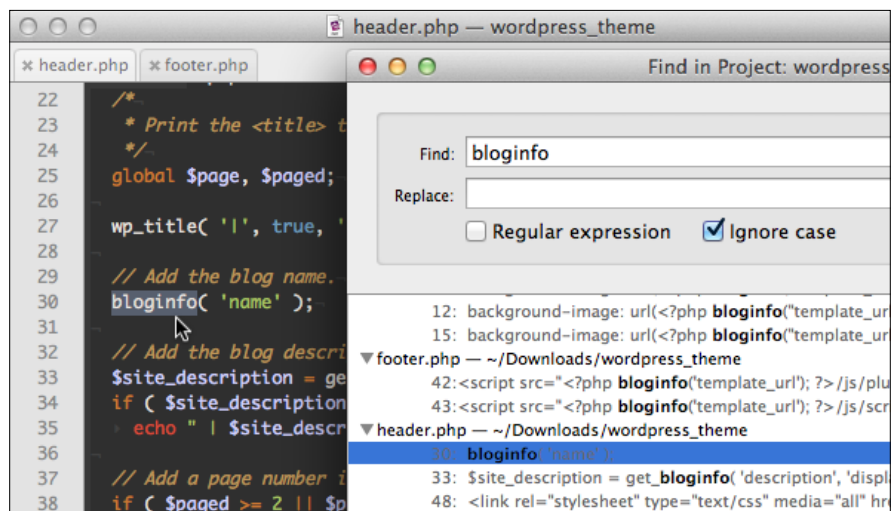 header.php — wordpress_theme
header.php
footer.php
22 /*
23 * Print the <title> t
24 */
25 global $page, $paged;
26
27 wp_title( '|', true, '
28
29 // Add the blog name.
30 bloginfo( 'name' );
31
32 // Add the blog descri
33 $site_description = ge
34 if ( $site_description
35 echo " | $site_descr
36
37 // Add a page number i
38 if ( $paged >= 2 || $p
Find in Project: wordpress
Find: bloginfo
Replace:
Regular expression
Ignore case
12: background-image: url(<?php bloginfo("template_url
15: background-image: url(<?php bloginfo("template_url
footer.php — ~/Downloads/wordpress_theme
42:<script src="<?php bloginfo('template_url'); ?>/js/plu
43:<script src="<?php bloginfo('template_url'); ?>/js/scr
header.php — ~/Downloads/wordpress_theme
30: bloginfo( 'name' );
33: $site_description = get_bloginfo( 'description', 'displa
48: <link rel="stylesheet" type="text/css" media="all" hre